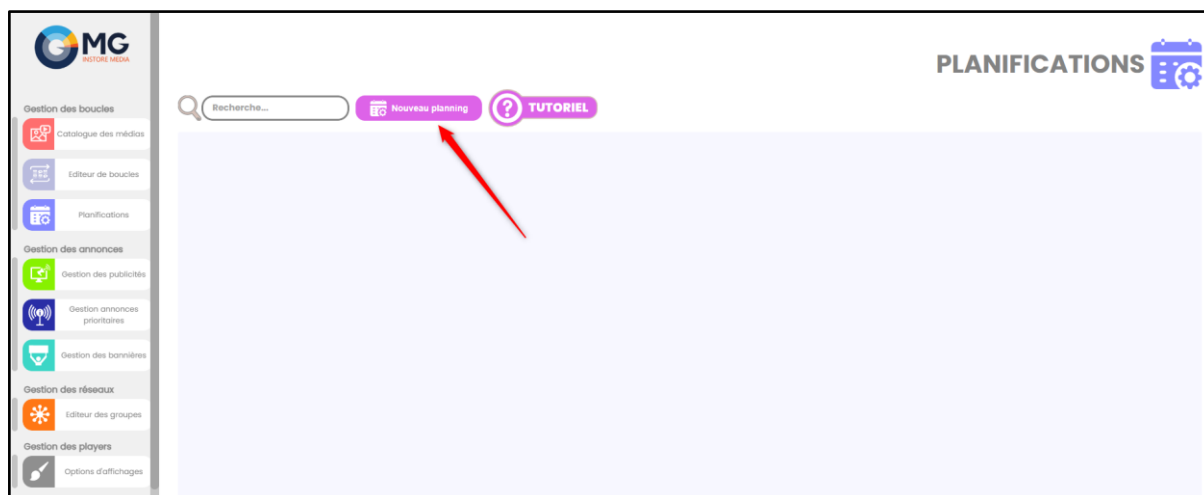 MG
INSTORE MEDIA
PLANIFICATIONS
Recherche...
Nouveau planning
? TUTORIEL
Gestion des boucles
Catalogue des médias
Editeur de boucles
Planifications
Gestion des annonces
Gestion des publicités
Gestion annonces
prioritaires
Gestion des bannières
Gestion des réseaux
Editeur des groupes
Gestion des players
Options d'affichages